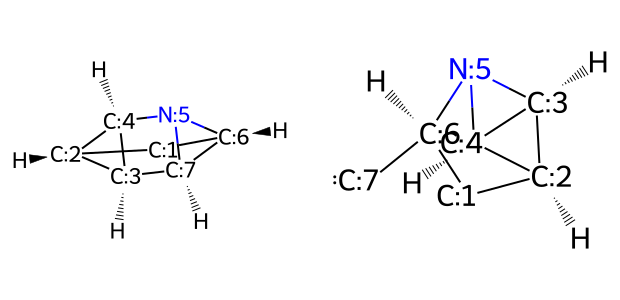 H
C:4 N:5
H C:2 C:1 C:6 H
C:3 C:7
H H
N:5 H
H C:3
C:6 C:4
:C:7 H C:1 C:2
H